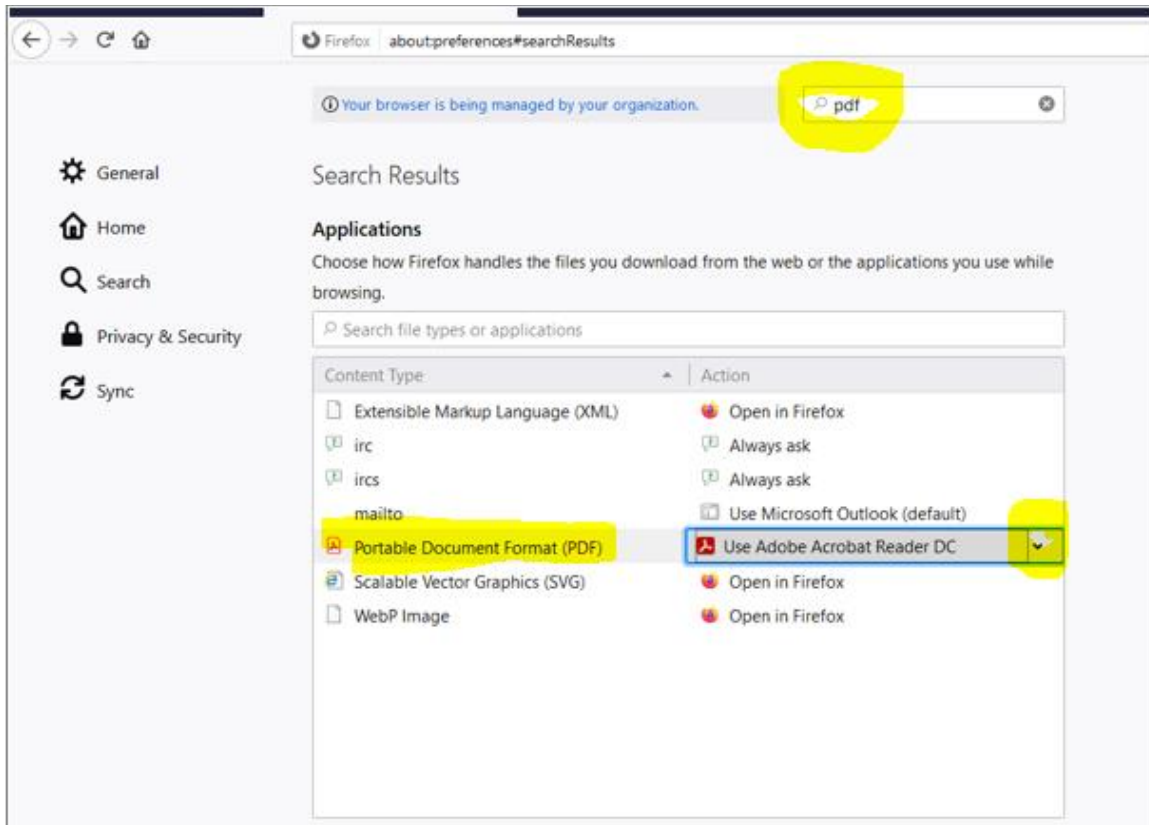 Firefox about:preferences#searchResults
Your browser is being managed by your organization.
pdf
General
Home
Search
Privacy & Security
Sync
Search Results
Applications
Choose how Firefox handles the files you download from the web or the applications you use while
browsing.
Search file types or applications
Content Type Action
Extensible Markup Language (XML) Open in Firefox
irc Always ask
ircs Always ask
mailto Use Microsoft Outlook (default)
Portable Document Format (PDF) Use Adobe Acrobat Reader DC
Scalable Vector Graphics (SVG) Open in Firefox
WebP Image Open in Firefox